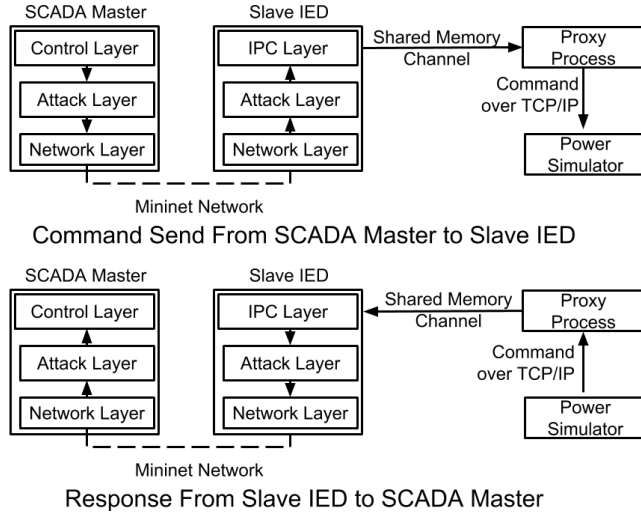 SCADA Master
Slave IED
Control Layer
IPC Layer
Shared Memory
Channel
Proxy
Process
Attack Layer
Attack Layer
Command
over TCP/IP
Network Layer
Network Layer
Power
Simulator
Mininet Network
Command Send From SCADA Master to Slave IED
SCADA Master
Slave IED
Control Layer
IPC Layer
Shared Memory
Channel
Proxy
Process
Attack Layer
Attack Layer
Command
over TCP/IP
Network Layer
Network Layer
Power
Simulator
Mininet Network
Response From Slave IED to SCADA Master